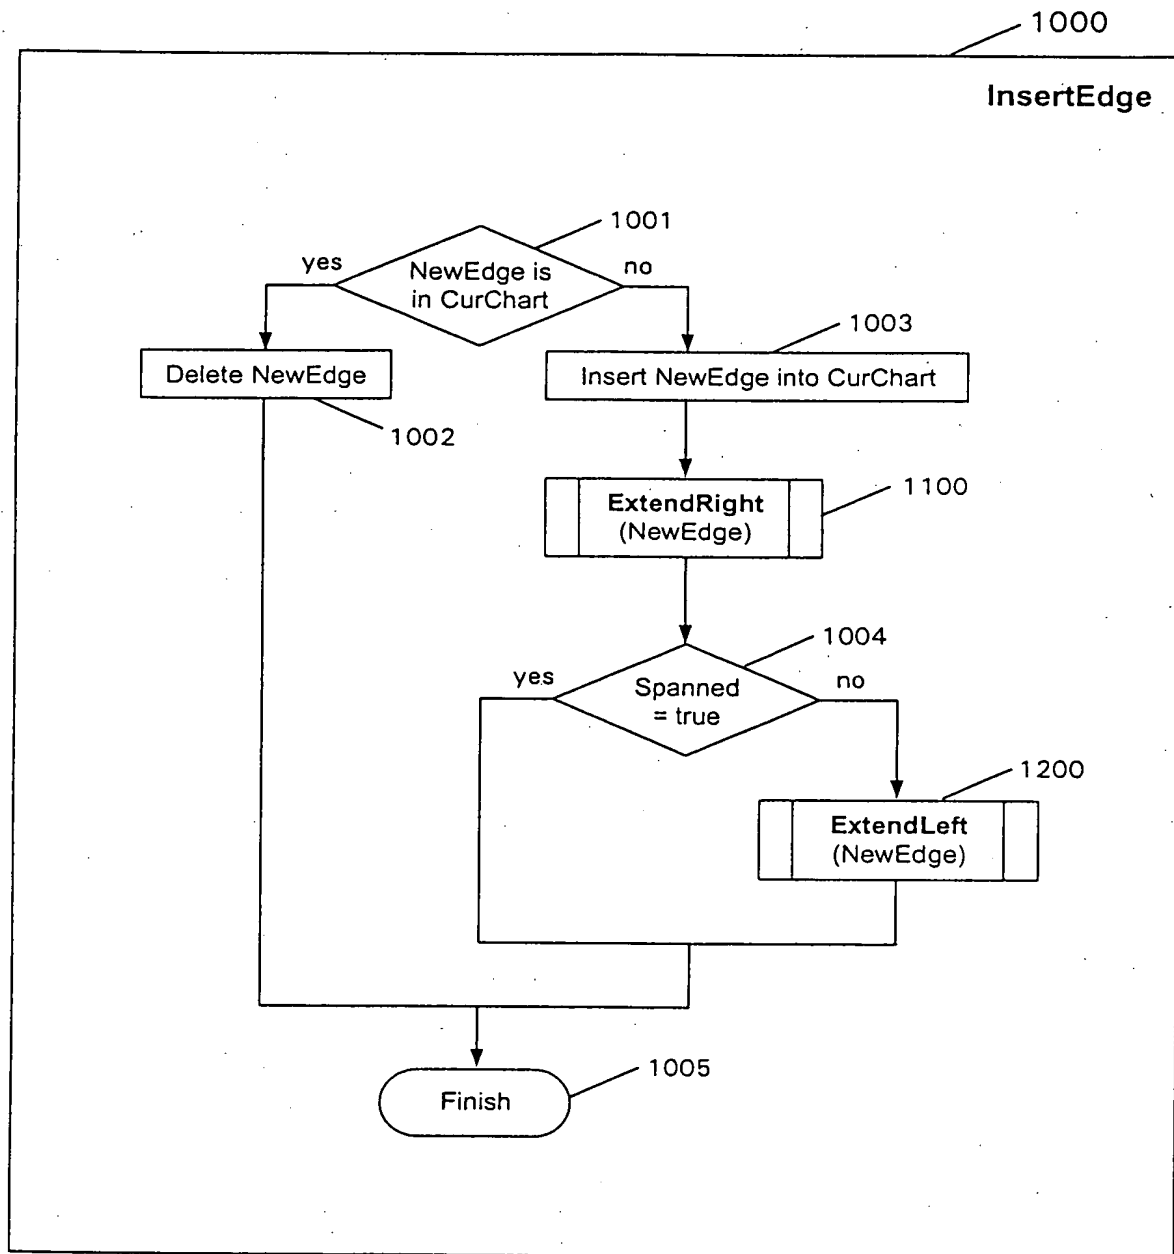 1000
InsertEdge
1001
yes
NewEdge is
in CurChart
no
1003
Delete NewEdge
Insert NewEdge into CurChart
1002
1100
ExtendRight
(NewEdge)
1004
yes
Spanned
= true
no
1200
ExtendLeft
(NewEdge)
1005
Finish